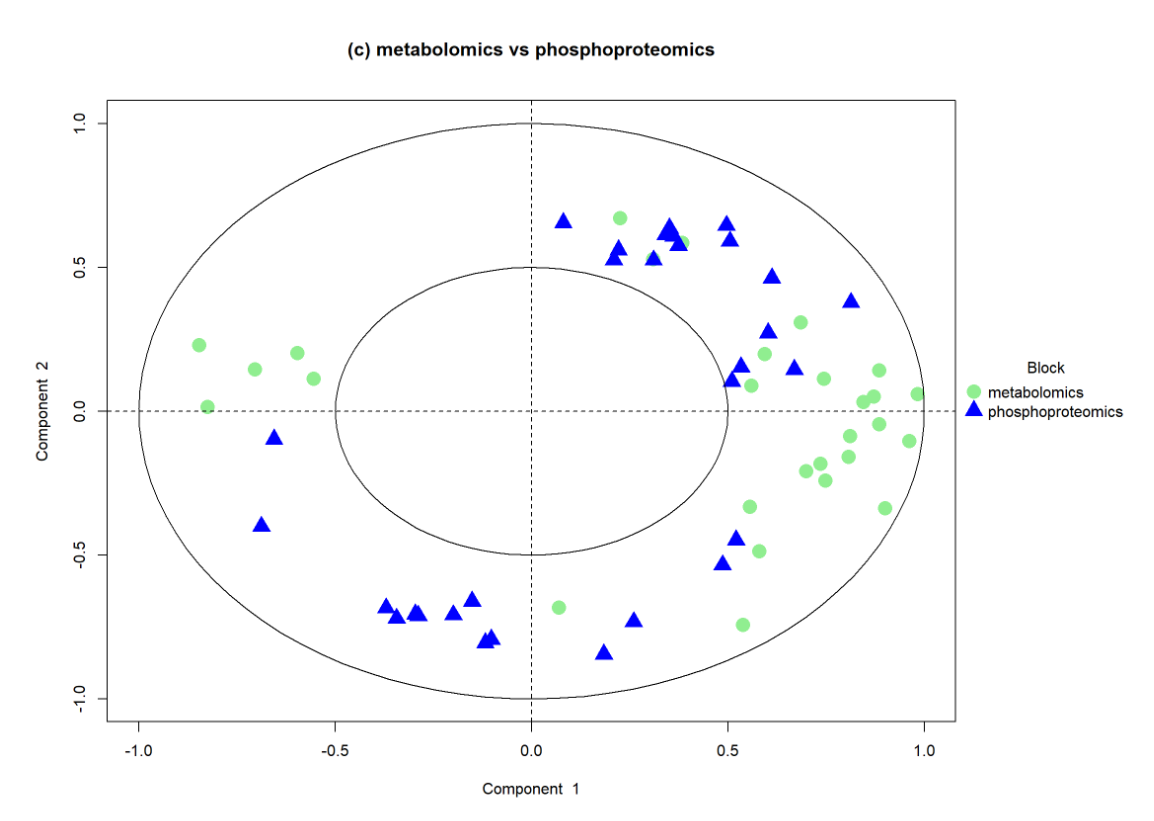 (c) metabolomics vs phosphoproteomics
1.0
0.5
0.0
-0.5
-1.0
Component 2
-1.0
-0.5
0.0
0.5
1.0
Component 1
Block
metabolomics
phosphoproteomics